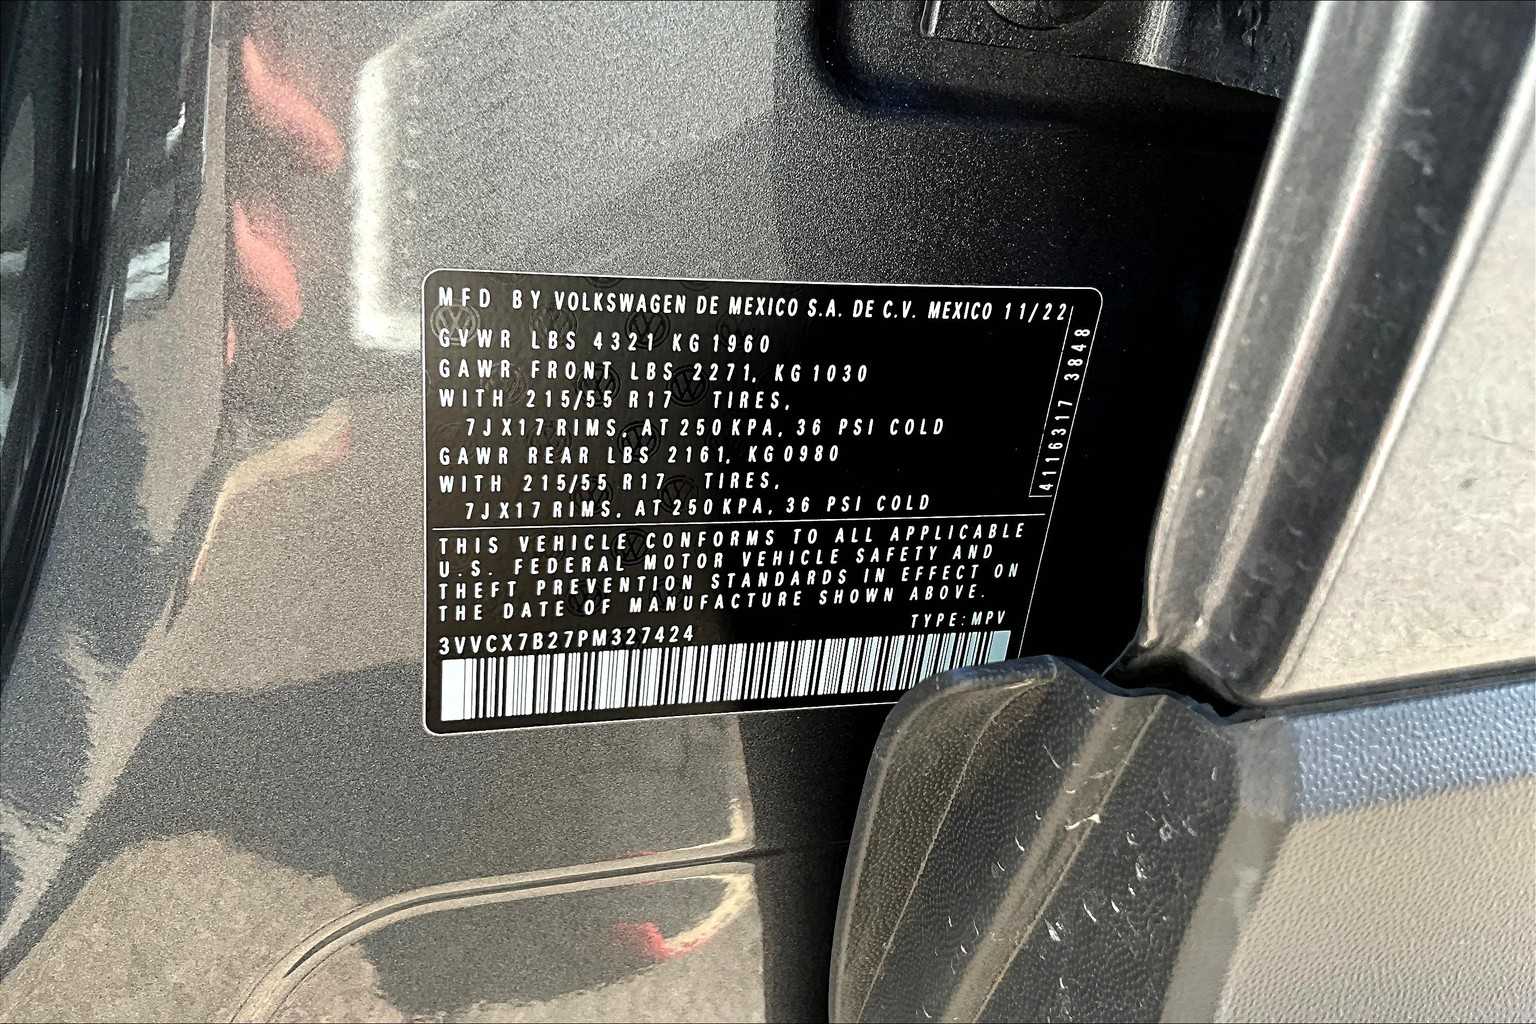 MFD BY VOLKSWAGEN DE MEXICO S.A. DE C.V. MEXICO 11/22
GVWR LBS 4321 KG 1960
GAWR FRONT LBS 2271, KG 1030
WITH 215/55 R17 TIRES,
7JX17 RIMS, AT 250 KPA, 36 PSI COLD
GAWR REAR LBS 2161, KG 0980
WITH 215/55 R17 TIRES,
7JX17 RIMS, AT 250 KPA, 36 PSI COLD
4116317 3848
THIS VEHICLE CONFORMS TO ALL APPLICABLE
U.S. FEDERAL MOTOR VEHICLE SAFETY AND
THEFT PREVENTION STANDARDS IN EFFECT ON
THE DATE OF MANUFACTURE SHOWN ABOVE.
TYPE: MPV
3VVCX7B27PM327424